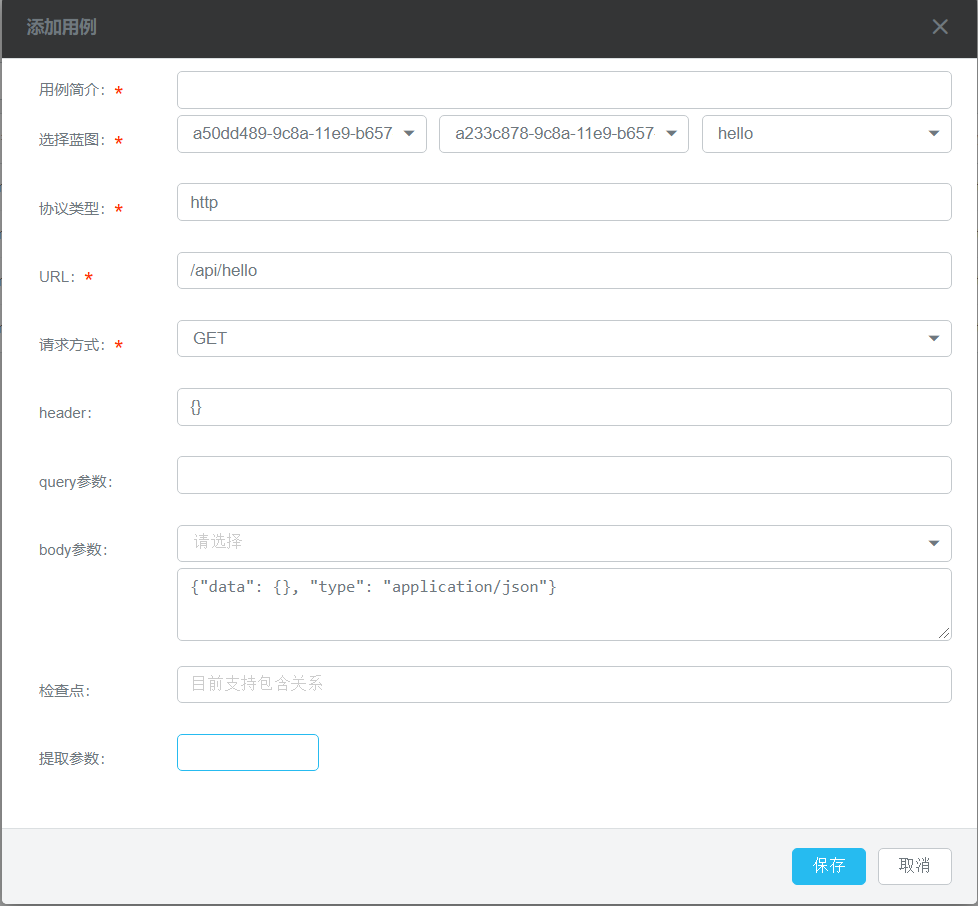 添加用例
用例简介: *
选择蓝图: * a50dd489-9c8a-11e9-b657 a233c878-9c8a-11e9-b657 hello
协议类型: * http
URL: * /api/hello
请求方式: * GET
header: {}
query参数:
body参数: 请选择
{"data": {}, "type": "application/json"}
检查点: 目前支持包含关系
提取参数:
保存 取消